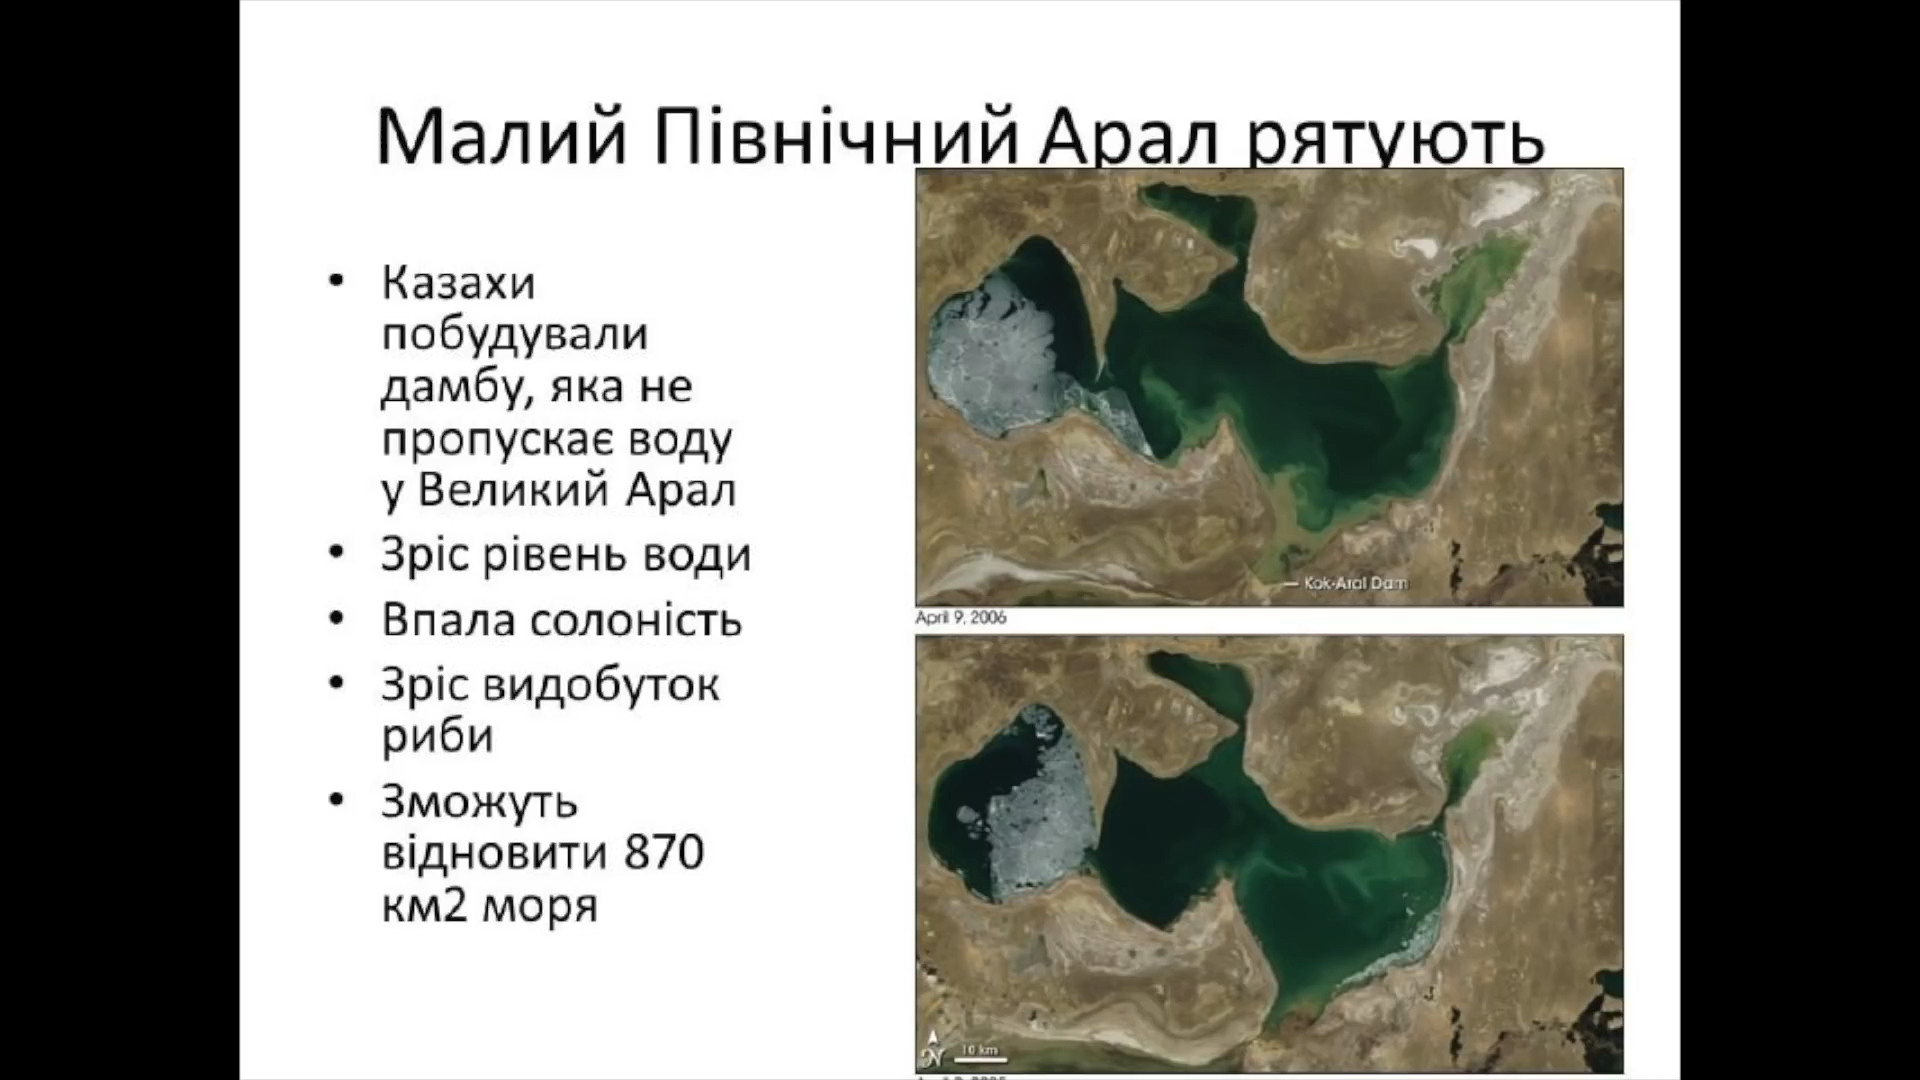 Малий Північний Арал рятують
• Казахи
побудували
дамбу, яка не
пропускає воду
у Великий Арал
• Зріс рівень води
• Впала солоність
• Зріс видобуток
риби
• Зможуть
відновити 870
км2 моря
Kok-Aral Dam
April 9, 2006
N
10 km